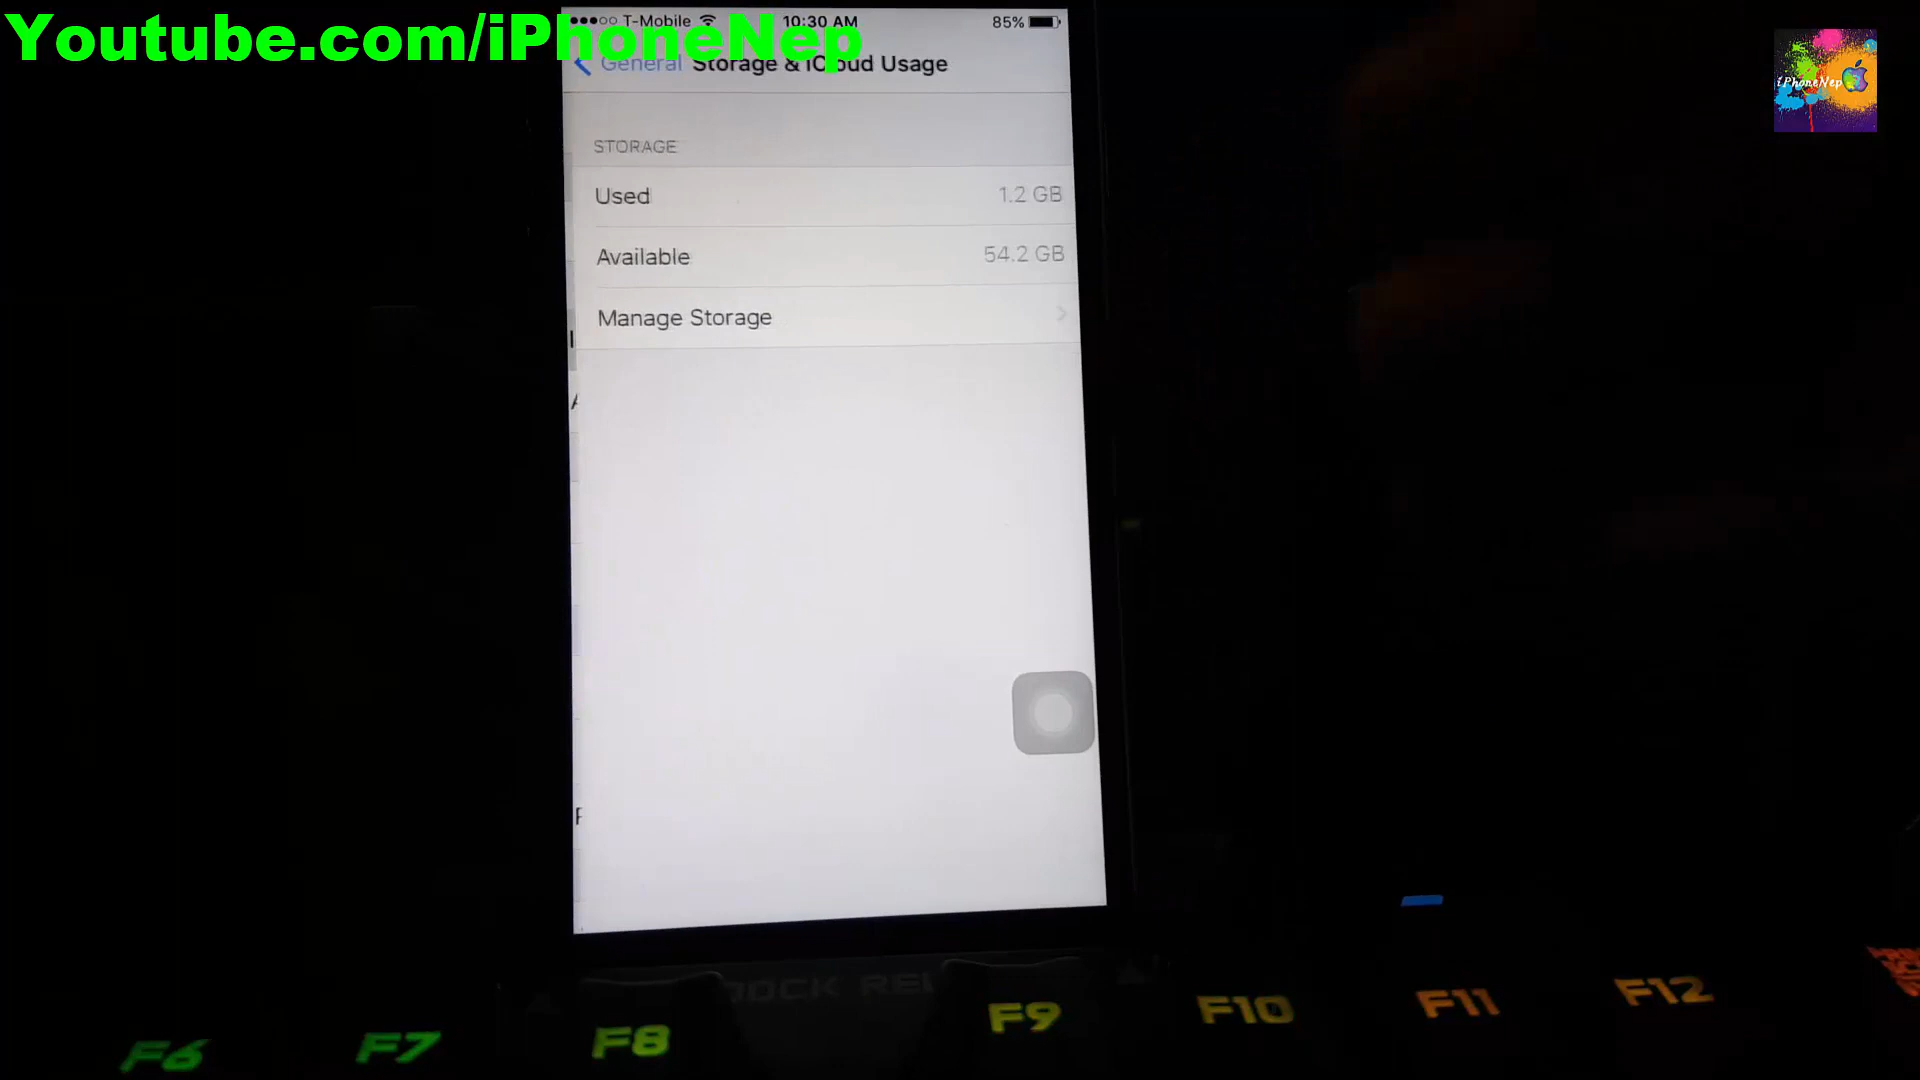 Youtube.com/iPhoneNep
T-Mobile 10:30 AM 85%
General Storage & iCloud Usage
iPhoneNep
STORAGE
Used 1.2 GB
Available 54.2 GB
Manage Storage
F6 F7 F8 F9 F10 F11 F12